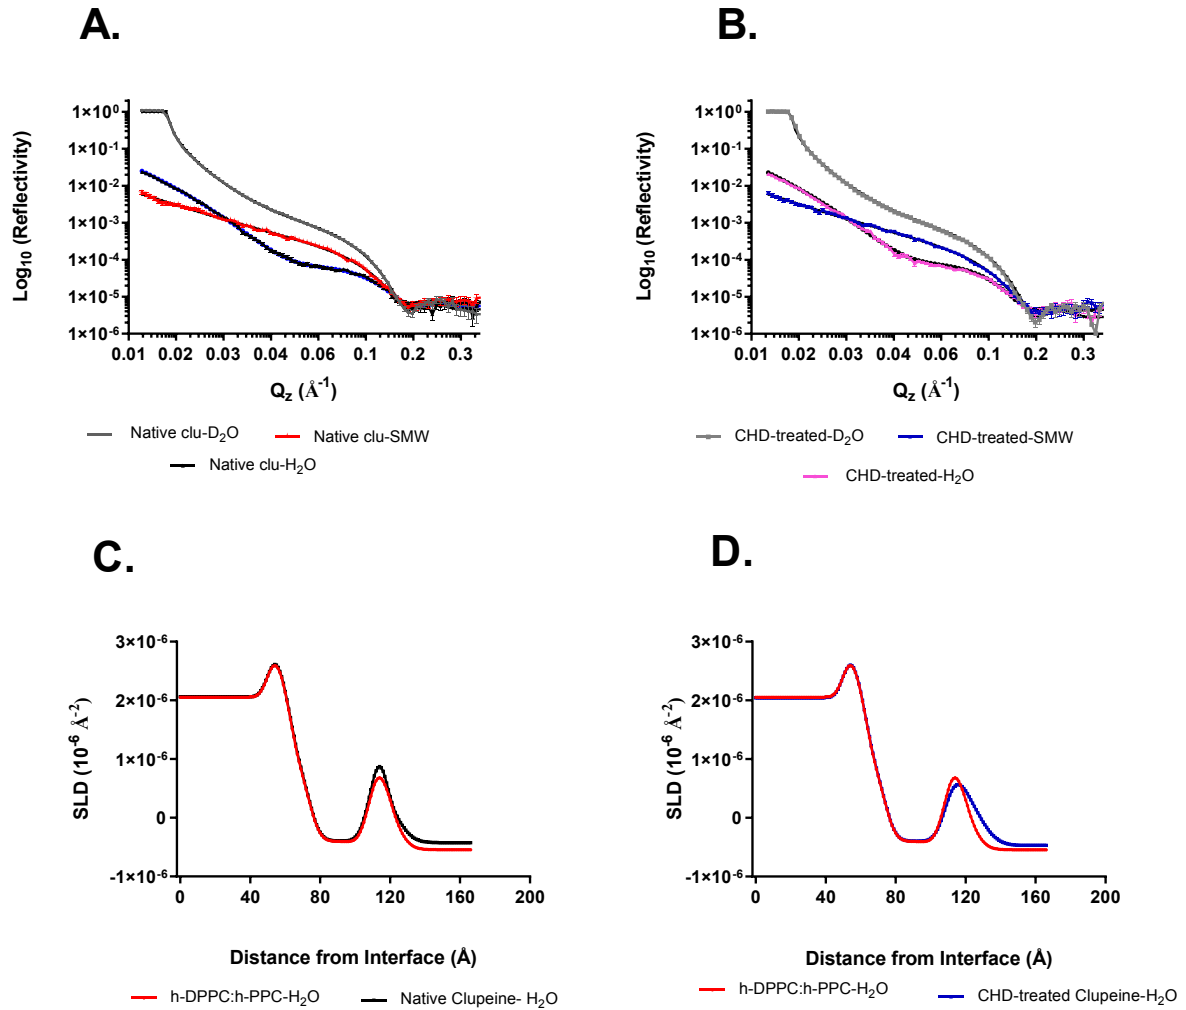 A.
B.
1×10⁰
1×10⁻¹
1×10⁻²
1×10⁻³
1×10⁻⁴
1×10⁻⁵
1×10⁻⁶
Log₁₀ (Reflectivity)
0.01 0.02 0.03 0.04 0.06 0.1 0.2 0.3
Q_z (Å⁻¹)
Native clu-D₂O Native clu-SMW
Native clu-H₂O
1×10⁰
1×10⁻¹
1×10⁻²
1×10⁻³
1×10⁻⁴
1×10⁻⁵
1×10⁻⁶
Log₁₀ (Reflectivity)
0.01 0.02 0.03 0.04 0.06 0.1 0.2 0.3
Q_z (Å⁻¹)
CHD-treated-D₂O CHD-treated-SMW
CHD-treated-H₂O
C.
D.
3×10⁻⁶
2×10⁻⁶
1×10⁻⁶
0
-1×10⁻⁶
SLD (10⁻⁶ Å⁻²)
0 40 80 120 160 200
Distance from Interface (Å)
h-DPPC:h-PPC-H₂O Native Clupeine- H₂O
3×10⁻⁶
2×10⁻⁶
1×10⁻⁶
0
-1×10⁻⁶
SLD (10⁻⁶ Å⁻²)
0 40 80 120 160 200
Distance from Interface (Å)
h-DPPC:h-PPC-H₂O CHD-treated Clupeine-H₂O